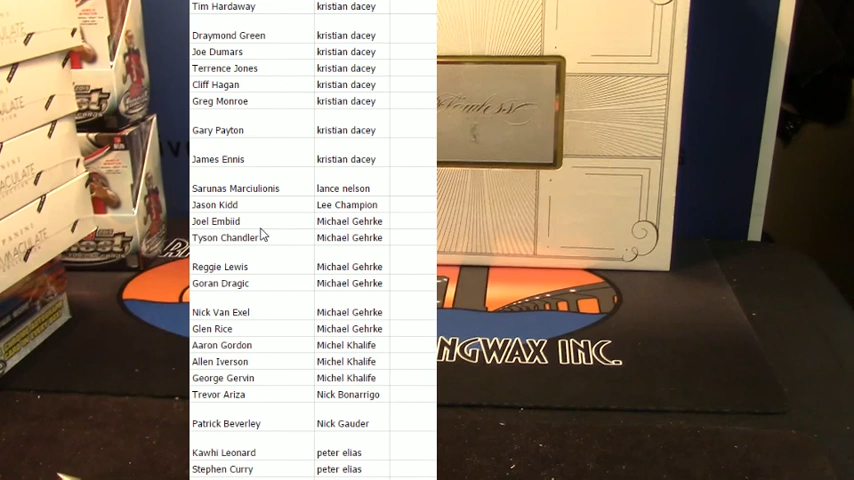 Tim Hardaway kristian dacey
Draymond Green kristian dacey
Joe Dumars kristian dacey
Terrence Jones kristian dacey
Cliff Hagan kristian dacey
Greg Monroe kristian dacey
Gary Payton kristian dacey
James Ennis kristian dacey
Sarunas Marciulionis lance nelson
Jason Kidd Lee Champion
Joel Embiid Michael Gehrke
Tyson Chandler Michael Gehrke
Reggie Lewis Michael Gehrke
Goran Dragic Michael Gehrke
Nick Van Exel Michael Gehrke
Glen Rice Michael Gehrke
Aaron Gordon Michel Khalife
Allen Iverson Michel Khalife
George Gervin Michel Khalife
Trevor Ariza Nick Bonarrigo
Patrick Beverley Nick Gauder
Kawhi Leonard peter elias
Stephen Curry peter elias
NGWAX INC.